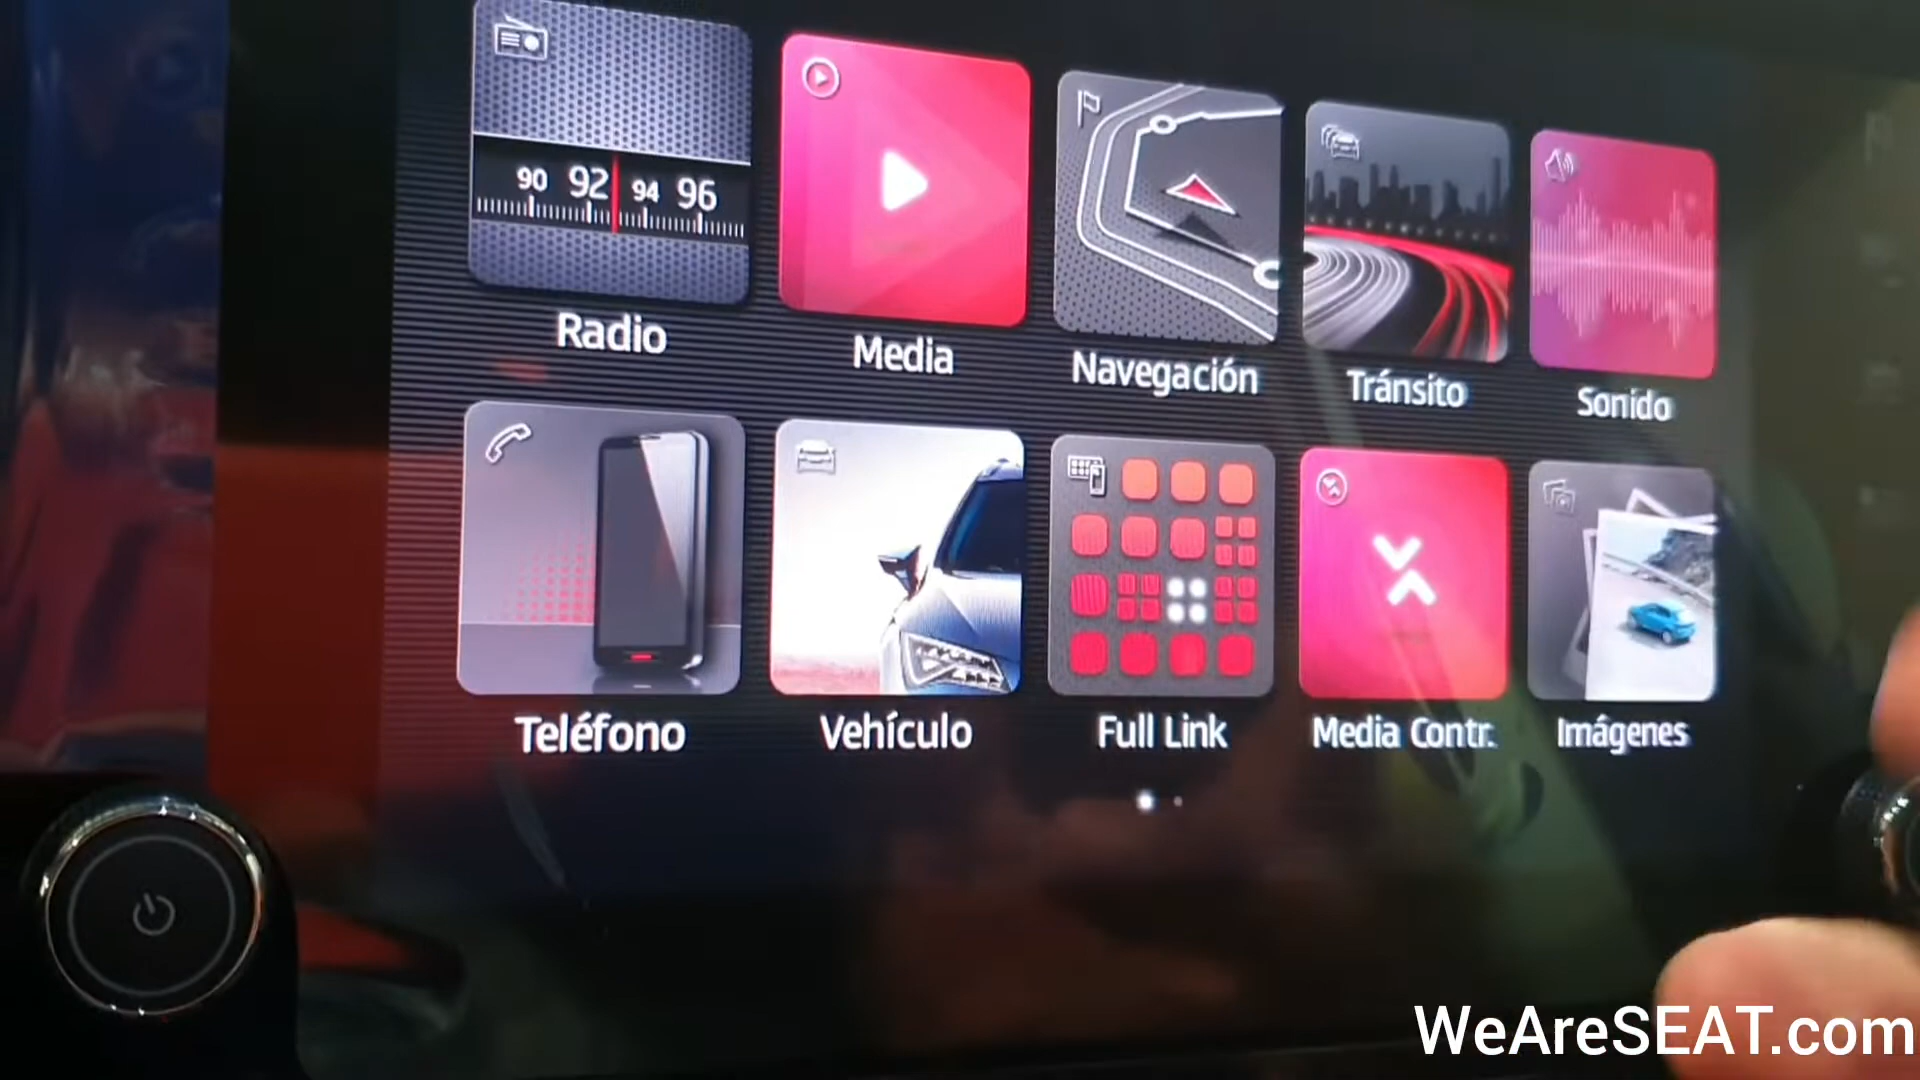 90 92 94 96
Radio
Media
Navegación
Tránsito
Sonido
Teléfono
Vehículo
Full Link
Media Contr.
Imágenes
WeAreSEAT.com